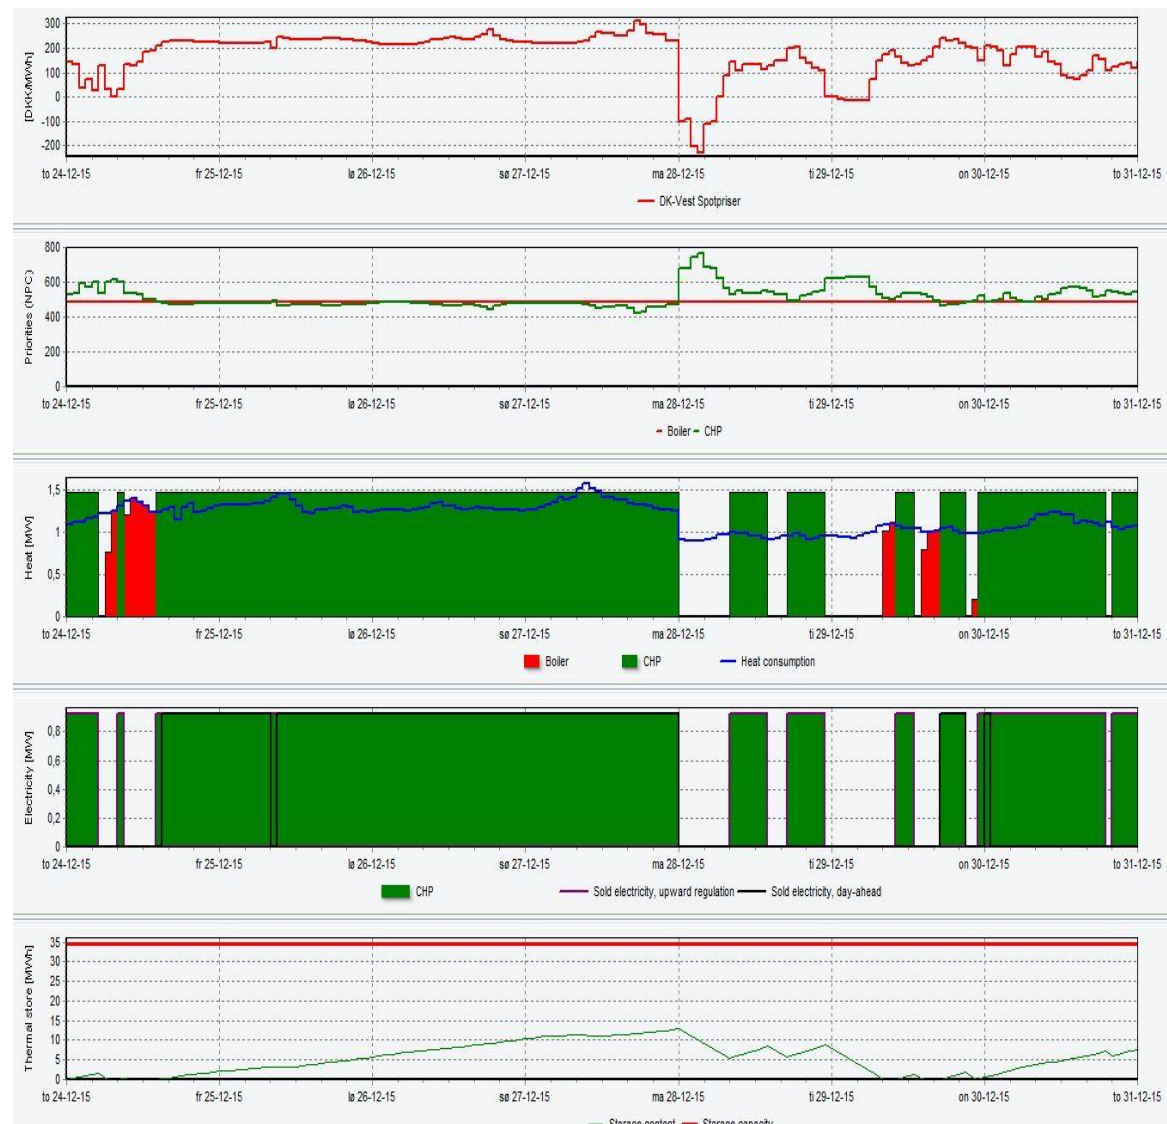 300
200
100
0
-100
-200
[DKK/MWh]
to 24-12-15 fr 25-12-15 lø 26-12-15 sø 27-12-15 ma 28-12-15 ti 29-12-15 on 30-12-15 to 31-12-15
DK-Vest Spotpriser
800
600
400
200
0
Priorities (NPC)
to 24-12-15 fr 25-12-15 lø 26-12-15 sø 27-12-15 ma 28-12-15 ti 29-12-15 on 30-12-15 to 31-12-15
Boiler CHP
1,5
1
0,5
0
Heat [MW]
to 24-12-15 fr 25-12-15 lø 26-12-15 sø 27-12-15 ma 28-12-15 ti 29-12-15 on 30-12-15 to 31-12-15
Boiler CHP Heat consumption
0,8
0,6
0,4
0,2
0
Electricity [MW]
to 24-12-15 fr 25-12-15 lø 26-12-15 sø 27-12-15 ma 28-12-15 ti 29-12-15 on 30-12-15 to 31-12-15
CHP Sold electricity, upward regulation Sold electricity, day-ahead
35
30
25
20
15
10
5
0
Thermal store [MWh]
to 24-12-15 fr 25-12-15 lø 26-12-15 sø 27-12-15 ma 28-12-15 ti 29-12-15 on 30-12-15 to 31-12-15
Storage content Storage capacity